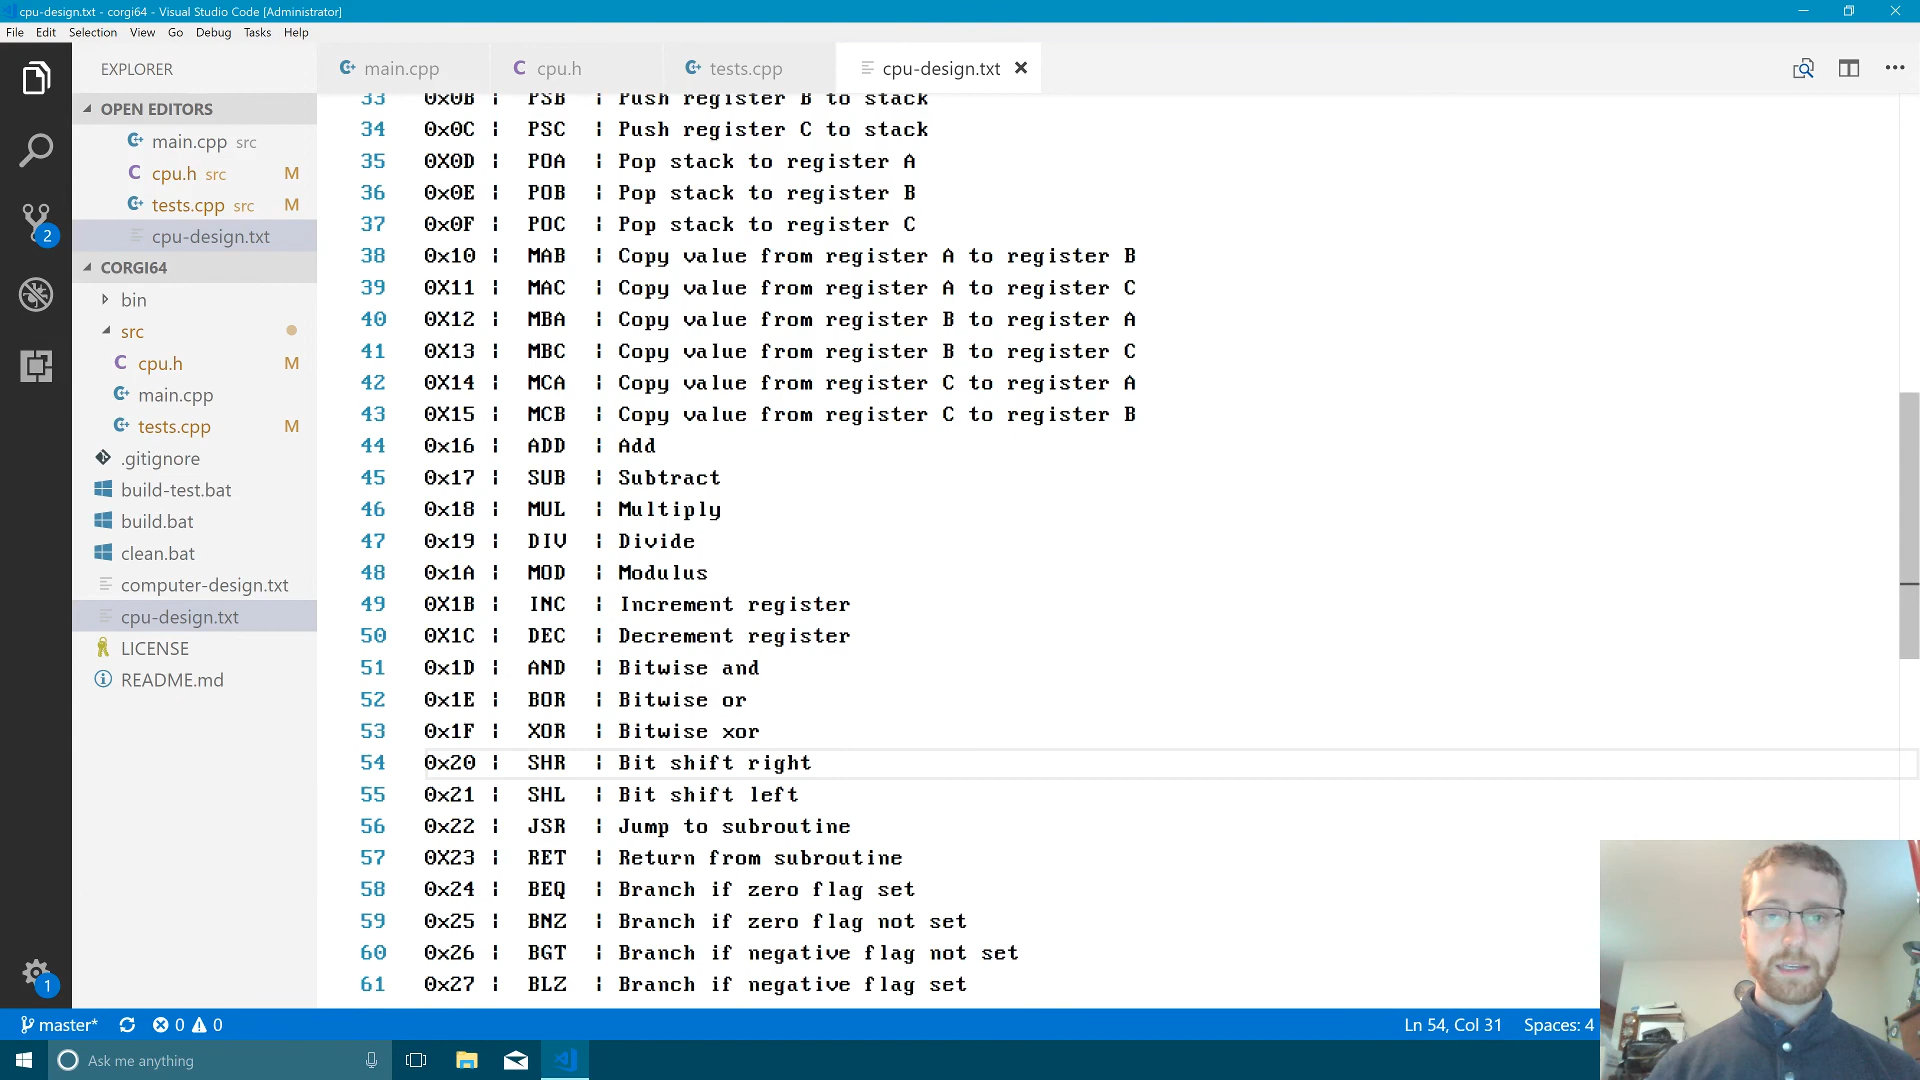 cpu-design.txt - corgi64 - Visual Studio Code [Administrator]
File Edit Selection View Go Debug Tasks Help
EXPLORER
main.cpp
cpu.h
tests.cpp
cpu-design.txt
OPEN EDITORS
main.cpp src
cpu.h src M
tests.cpp src M
cpu-design.txt
CORGI64
bin
src
cpu.h M
main.cpp
tests.cpp M
.gitignore
build-test.bat
build.bat
clean.bat
computer-design.txt
cpu-design.txt
LICENSE
README.md
2
1
33 0x0B ¦ PSB ¦ Push register B to stack
34 0x0C ¦ PSC ¦ Push register C to stack
35 0X0D ¦ POA ¦ Pop stack to register A
36 0x0E ¦ POB ¦ Pop stack to register B
37 0x0F ¦ POC ¦ Pop stack to register C
38 0x10 ¦ MAB ¦ Copy value from register A to register B
39 0X11 ¦ MAC ¦ Copy value from register A to register C
40 0X12 ¦ MBA ¦ Copy value from register B to register A
41 0X13 ¦ MBC ¦ Copy value from register B to register C
42 0X14 ¦ MCA ¦ Copy value from register C to register A
43 0X15 ¦ MCB ¦ Copy value from register C to register B
44 0x16 ¦ ADD ¦ Add
45 0x17 ¦ SUB ¦ Subtract
46 0x18 ¦ MUL ¦ Multiply
47 0x19 ¦ DIV ¦ Divide
48 0x1A ¦ MOD ¦ Modulus
49 0X1B ¦ INC ¦ Increment register
50 0X1C ¦ DEC ¦ Decrement register
51 0x1D ¦ AND ¦ Bitwise and
52 0x1E ¦ BOR ¦ Bitwise or
53 0x1F ¦ XOR ¦ Bitwise xor
54 0x20 ¦ SHR ¦ Bit shift right
55 0x21 ¦ SHL ¦ Bit shift left
56 0x22 ¦ JSR ¦ Jump to subroutine
57 0X23 ¦ RET ¦ Return from subroutine
58 0x24 ¦ BEQ ¦ Branch if zero flag set
59 0x25 ¦ BNZ ¦ Branch if zero flag not set
60 0x26 ¦ BGT ¦ Branch if negative flag not set
61 0x27 ¦ BLZ ¦ Branch if negative flag set
master* 0 0 Ln 54, Col 31 Spaces: 4
Ask me anything